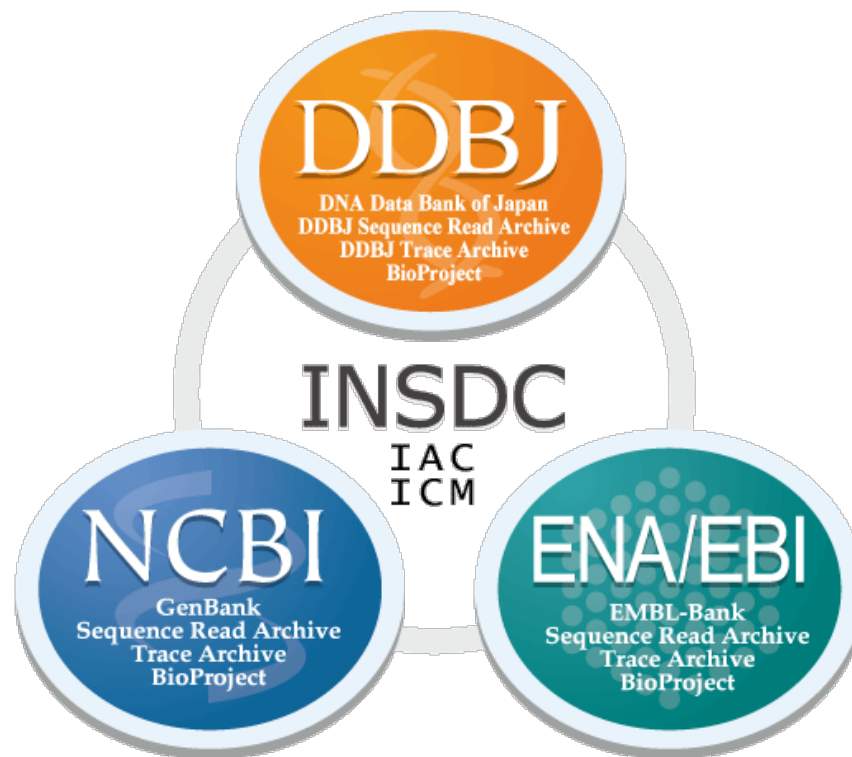 DDBJ
DNA Data Bank of Japan
DDBJ Sequence Read Archive
DDBJ Trace Archive
BioProject
INSDC
IAC
ICM
NCBI
GenBank
Sequence Read Archive
Trace Archive
BioProject
ENA/EBI
EMBL-Bank
Sequence Read Archive
Trace Archive
BioProject